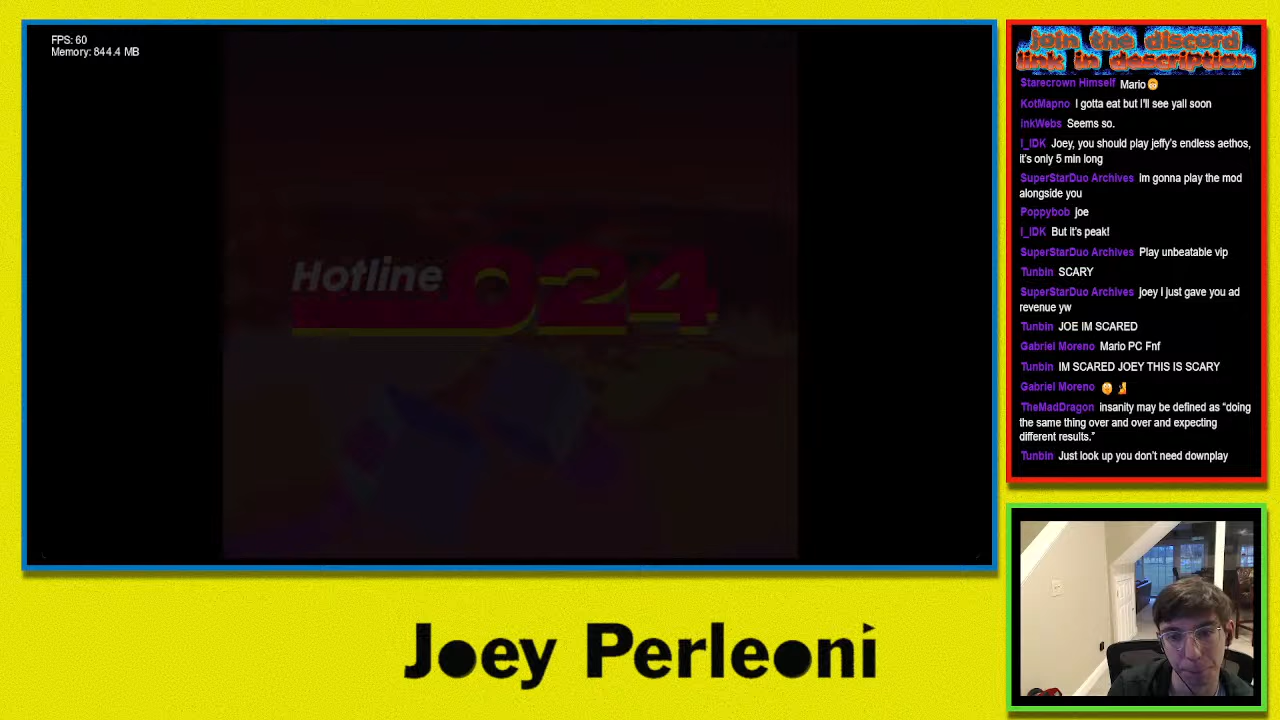 FPS: 60
Memory: 844.4 MB
Hotline
024
join the discord
link in description
Starecrown Himself Mario
KotMapno I gotta eat but I'll see yall soon
InkWebs Seems so.
I_IDK Joey, you should play jeffy's endless aethos,
it's only 5 min long
SuperStarDuo Archives Im gonna play the mod
alongside you
Poppybob joe
I_IDK But it's peak!
SuperStarDuo Archives Play unbeatable vip
Tunbin SCARY
SuperStarDuo Archives joey I just gave you ad
revenue yw
Tunbin JOE IM SCARED
Gabriel Moreno Mario PC Fnf
Tunbin IM SCARED JOEY THIS IS SCARY
Gabriel Moreno
TheMadDragon insanity may be defined as “doing
the same thing over and over and expecting
different results.”
Tunbin Just look up you don't need downplay
Joey Perleoni